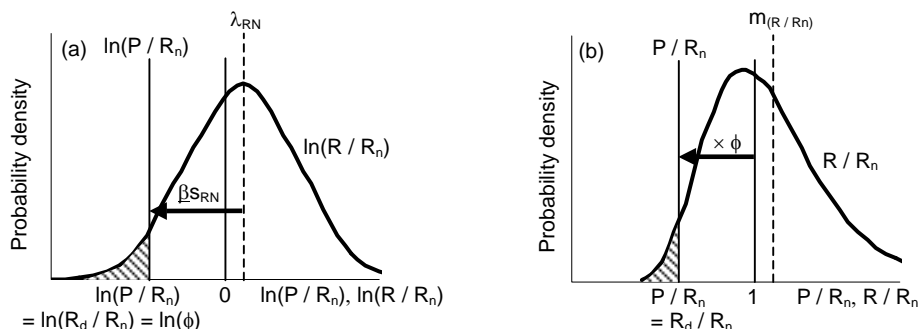 (a)
λRN
ln(P / Rn)
Probability density
ln(R / Rn)
βsRN
ln(P / Rn) 0 ln(P / Rn), ln(R / Rn)
= ln(Rd / Rn) = ln(ϕ)
(b)
m(R / Rn)
P / Rn
Probability density
× ϕ
R / Rn
P / Rn 1 P / Rn, R / Rn
= Rd / Rn